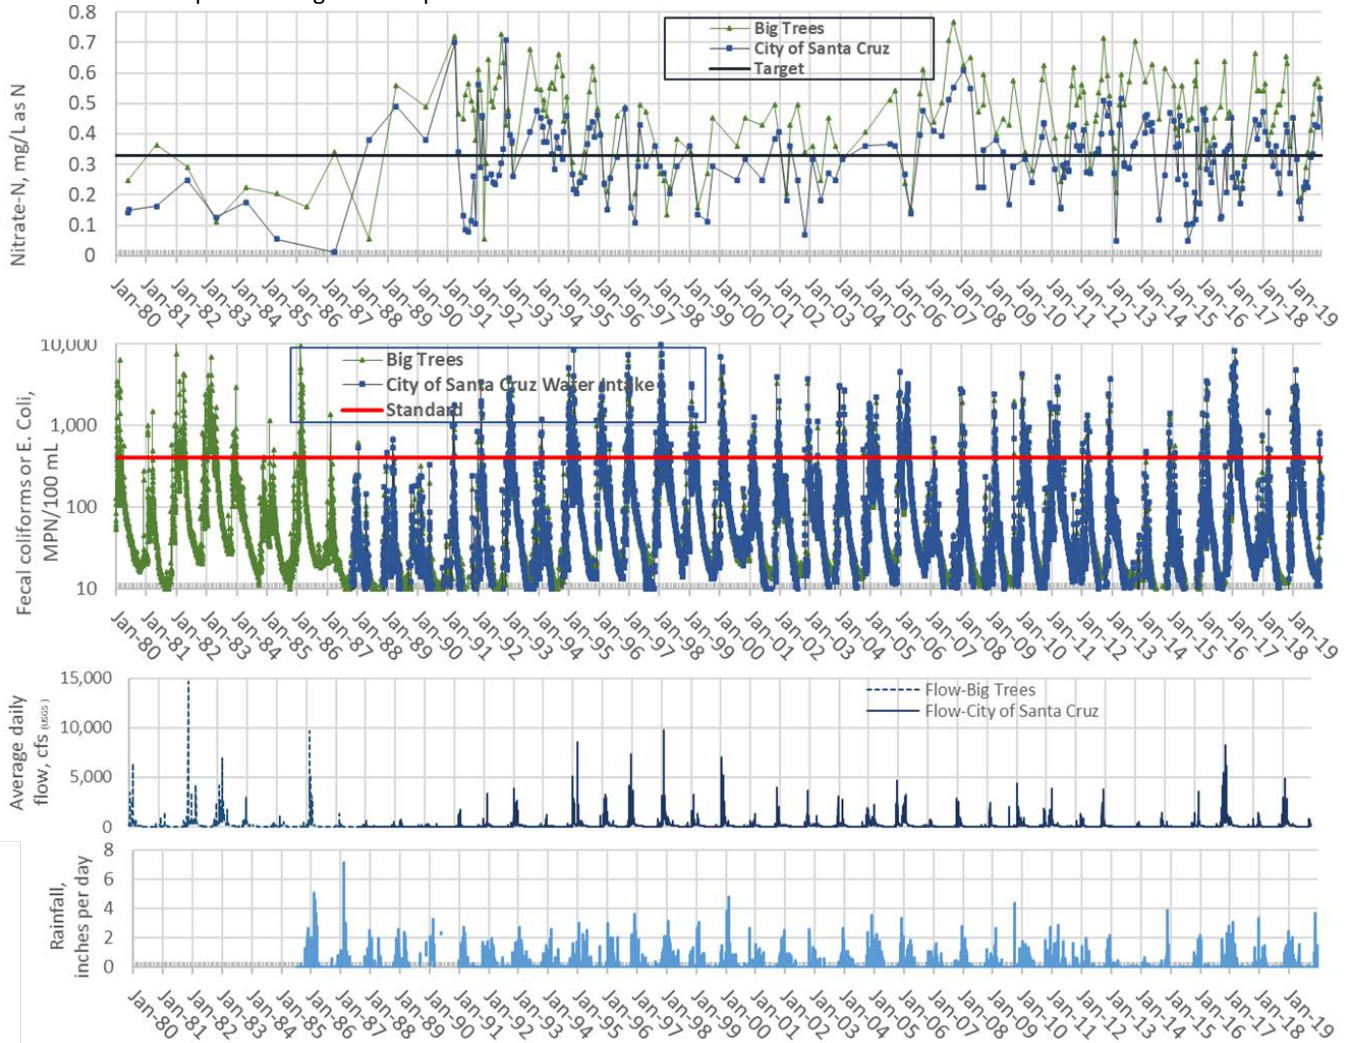 0.8
0.7
0.6
0.5
0.4
0.3
0.2
0.1
0
Nitrate-N, mg/L as N
Big Trees
City of Santa Cruz
Target
Jan-80 Jan-81 Jan-82 Jan-83 Jan-84 Jan-85 Jan-86 Jan-87 Jan-88 Jan-89 Jan-90 Jan-91 Jan-92 Jan-93 Jan-94 Jan-95 Jan-96 Jan-97 Jan-98 Jan-99 Jan-00 Jan-01 Jan-02 Jan-03 Jan-04 Jan-05 Jan-06 Jan-07 Jan-08 Jan-09 Jan-10 Jan-11 Jan-12 Jan-13 Jan-14 Jan-15 Jan-16 Jan-17 Jan-18 Jan-19
10,000
1,000
100
10
Fecal coliforms or E. Coli,
MPN/100 mL
Big Trees
City of Santa Cruz Water Intake
Standard
Jan-80 Jan-81 Jan-82 Jan-83 Jan-84 Jan-85 Jan-86 Jan-87 Jan-88 Jan-89 Jan-90 Jan-91 Jan-92 Jan-93 Jan-94 Jan-95 Jan-96 Jan-97 Jan-98 Jan-99 Jan-00 Jan-01 Jan-02 Jan-03 Jan-04 Jan-05 Jan-06 Jan-07 Jan-08 Jan-09 Jan-10 Jan-11 Jan-12 Jan-13 Jan-14 Jan-15 Jan-16 Jan-17 Jan-18 Jan-19
15,000
10,000
5,000
0
Average daily
flow, cfs (USGS )
Flow-Big Trees
Flow-City of Santa Cruz
8
6
4
2
0
Rainfall,
inches per day
Jan-80 Jan-81 Jan-82 Jan-83 Jan-84 Jan-85 Jan-86 Jan-87 Jan-88 Jan-89 Jan-90 Jan-91 Jan-92 Jan-93 Jan-94 Jan-95 Jan-96 Jan-97 Jan-98 Jan-99 Jan-00 Jan-01 Jan-02 Jan-03 Jan-04 Jan-05 Jan-06 Jan-07 Jan-08 Jan-09 Jan-10 Jan-11 Jan-12 Jan-13 Jan-14 Jan-15 Jan-16 Jan-17 Jan-18 Jan-19